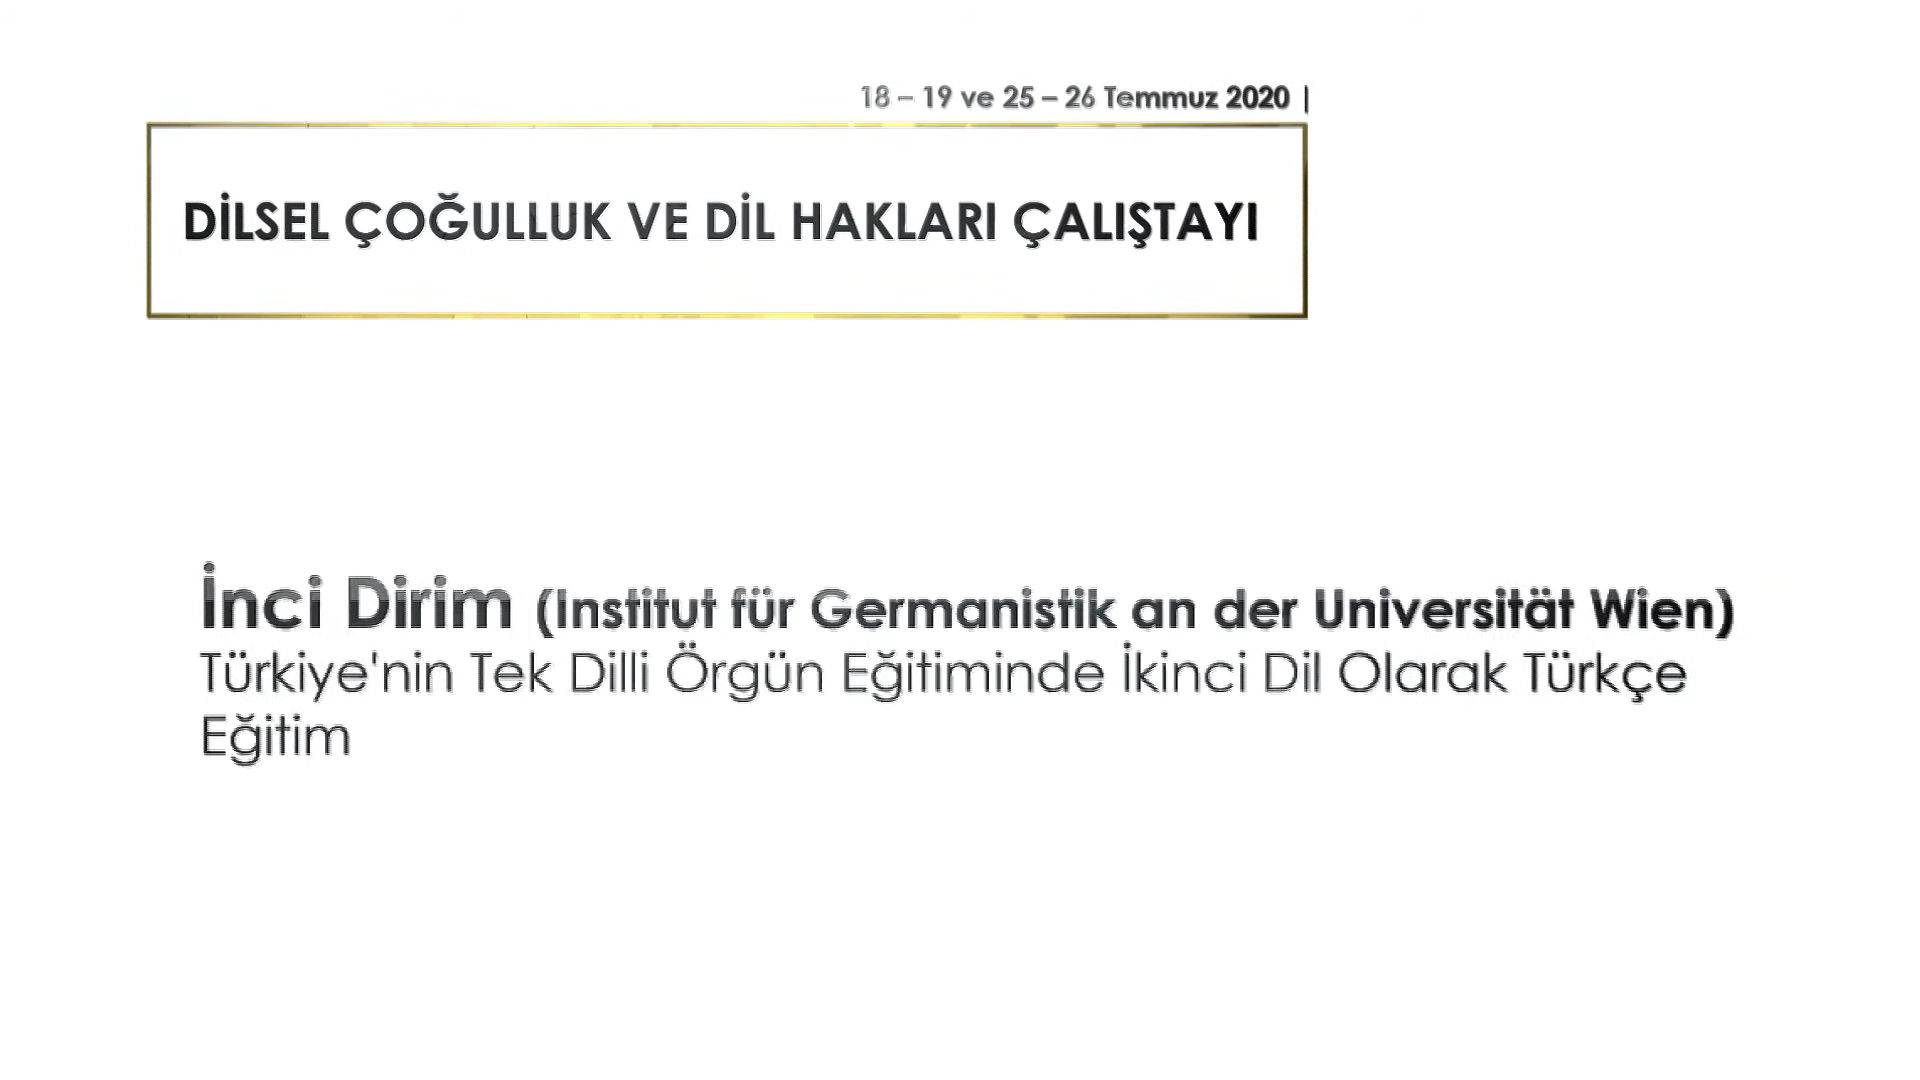 18 – 19 ve 25 – 26 Temmuz 2020 |
DİLSEL ÇOĞULLUK VE DİL HAKLARI ÇALIŞTAYI
İnci Dirim (Institut für Germanistik an der Universität Wien)
Türkiye'nin Tek Dilli Örgün Eğitiminde İkinci Dil Olarak Türkçe
Eğitim